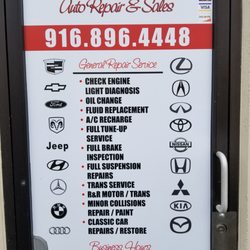 Auto Repair & Sales
VISA
916.896.4448
General Repair Service
• CHECK ENGINE
LIGHT DIAGNOSIS
• OIL CHANGE
• FLUID REPLACEMENT
• A/C RECHARGE
• FULL TUNE-UP
SERVICE
• FULL BRAKE
INSPECTION
• FULL SUSPENSION
REPAIRS
• TRANS SERVICE
• R&R MOTOR / TRANS
• MINOR COLLISIONS
REPAIR / PAINT
• CLASSIC CAR
REPAIRS / RESTORE
Ford
Jeep
NISSAN
Business Hours